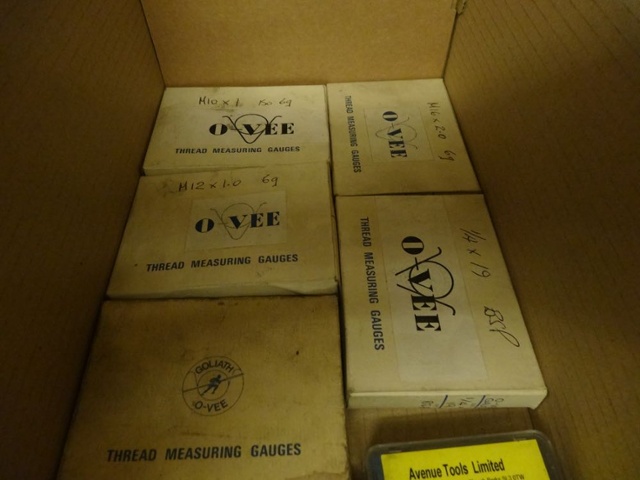 M10 x 1 6g
O-VEE
THREAD MEASURING GAUGES
M16 x 2.0 6g
O-VEE
THREAD MEASURING GAUGES
M12 x 1.0 6g
O-VEE
THREAD MEASURING GAUGES
1/4 x 19 BSP
O-VEE
THREAD MEASURING GAUGES
GOLIATH
O-VEE
THREAD MEASURING GAUGES
Avenue Tools Limited